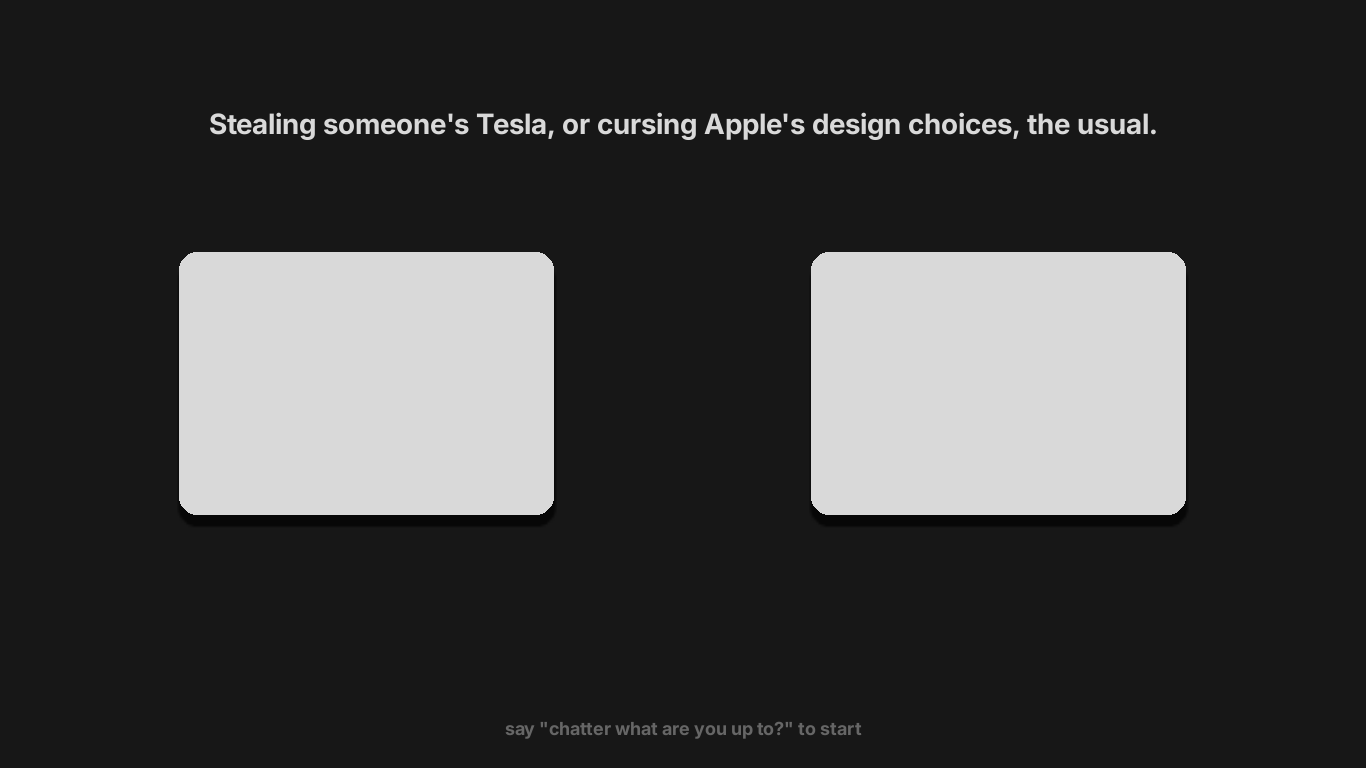 Stealing someone's Tesla, or cursing Apple's design choices, the usual.
say "chatter what are you up to?" to start